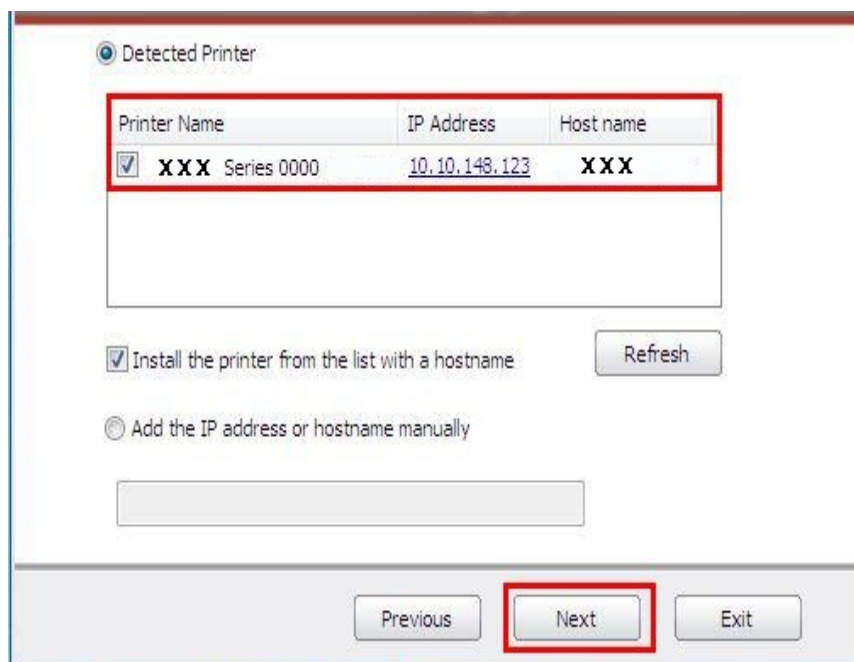 Detected Printer
Printer Name IP Address Host name
XXX Series 0000 10.10.148.123 XXX
Install the printer from the list with a hostname Refresh
Add the IP address or hostname manually
Previous Next Exit